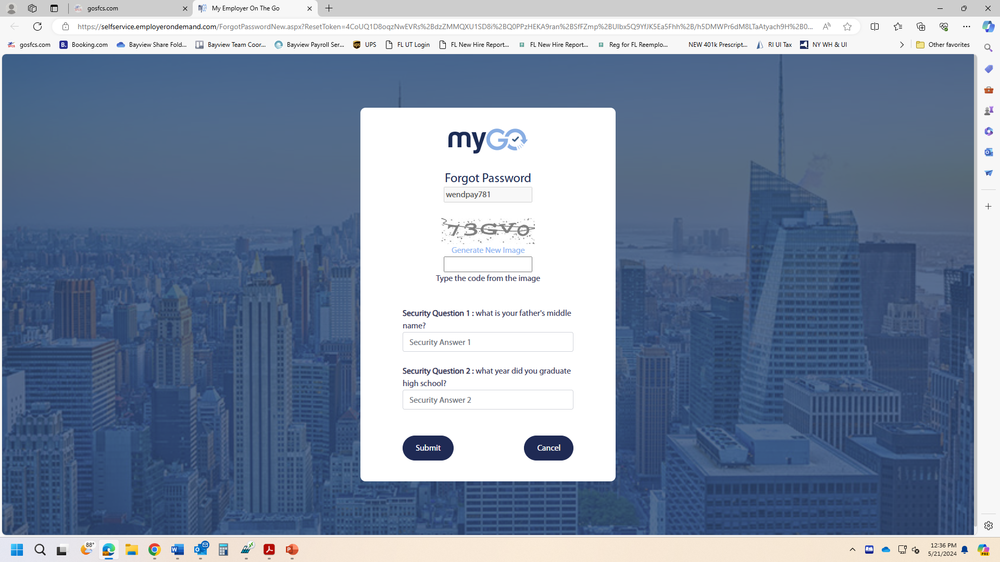 gosfcs.com
My Employer On The Go
https://selfservice.employerondemand.com/ForgotPasswordNew.aspx?ResetToken=4CoUQ1D8oqzNwEVRs%2BdzZMMQXU1SD8i%2BQ0PPzHEKA9ran%2BSfFZmp%2BUlbx5Q9YfJK5Ea5Fhh%2B/h5DMWPr6dM8LTaAtyach9H%2B0...
gosfcs.com
Booking.com
Bayview Share Fold...
Bayview Team Coor...
Bayview Payroll Ser...
UPS
FL UT Login
FL New Hire Report...
FL New Hire Report...
Reg for FL Reemplo...
NEW 401k Prescript...
RI UI Tax
NY WH & UI
Other favorites
myGO
Forgot Password
wendpay781
73GV0
Generate New Image
Type the code from the image
Security Question 1 : what is your father's middle
name?
Security Answer 1
Security Question 2 : what year did you graduate
high school?
Security Answer 2
Submit
Cancel
88°
12:36 PM
5/21/2024